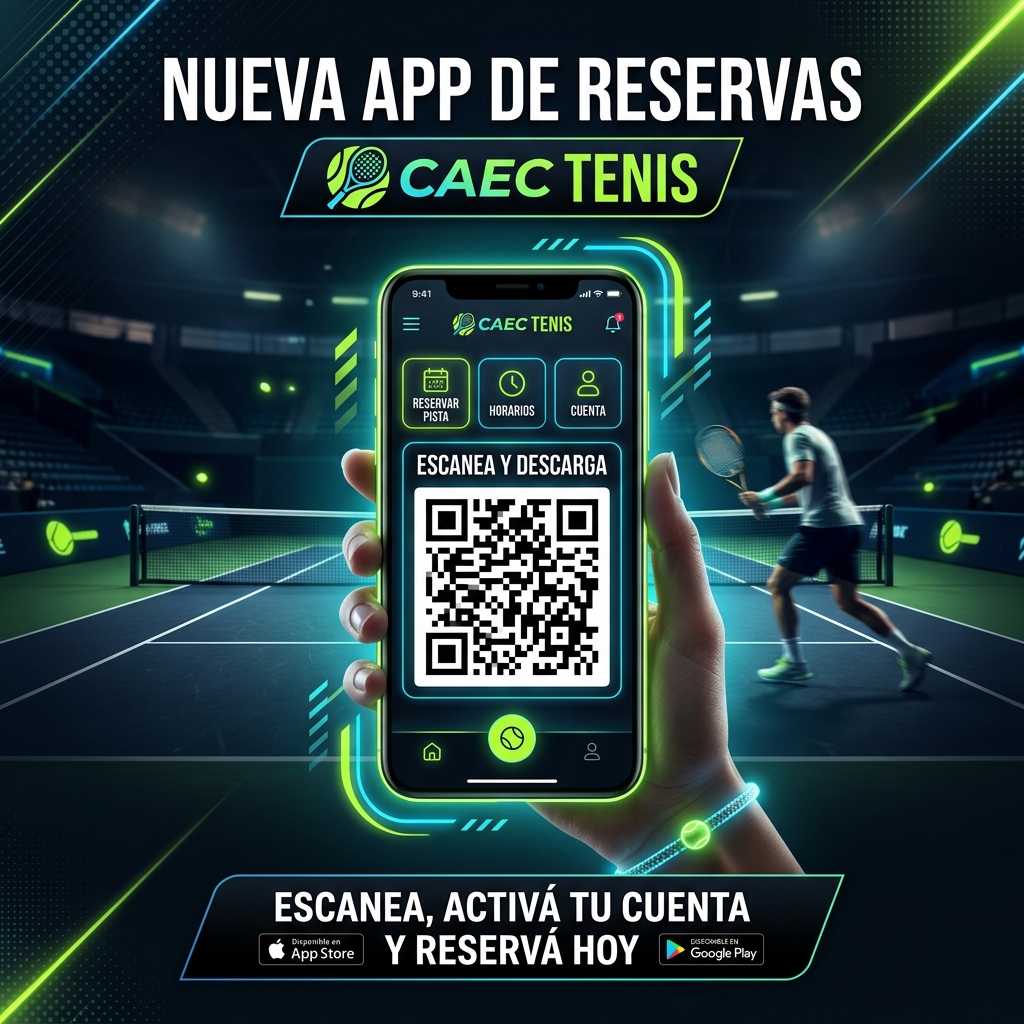 NUEVA APP DE RESERVAS
CAEC TENIS
9:41
CAEC TENIS
RESERVAR PISTA
HORARIOS
CUENTA
ESCANEA Y DESCARGA
ESCANEA, ACTIVÁ TU CUENTA
Y RESERVÁ HOY
Disponible en
App Store
Google Play